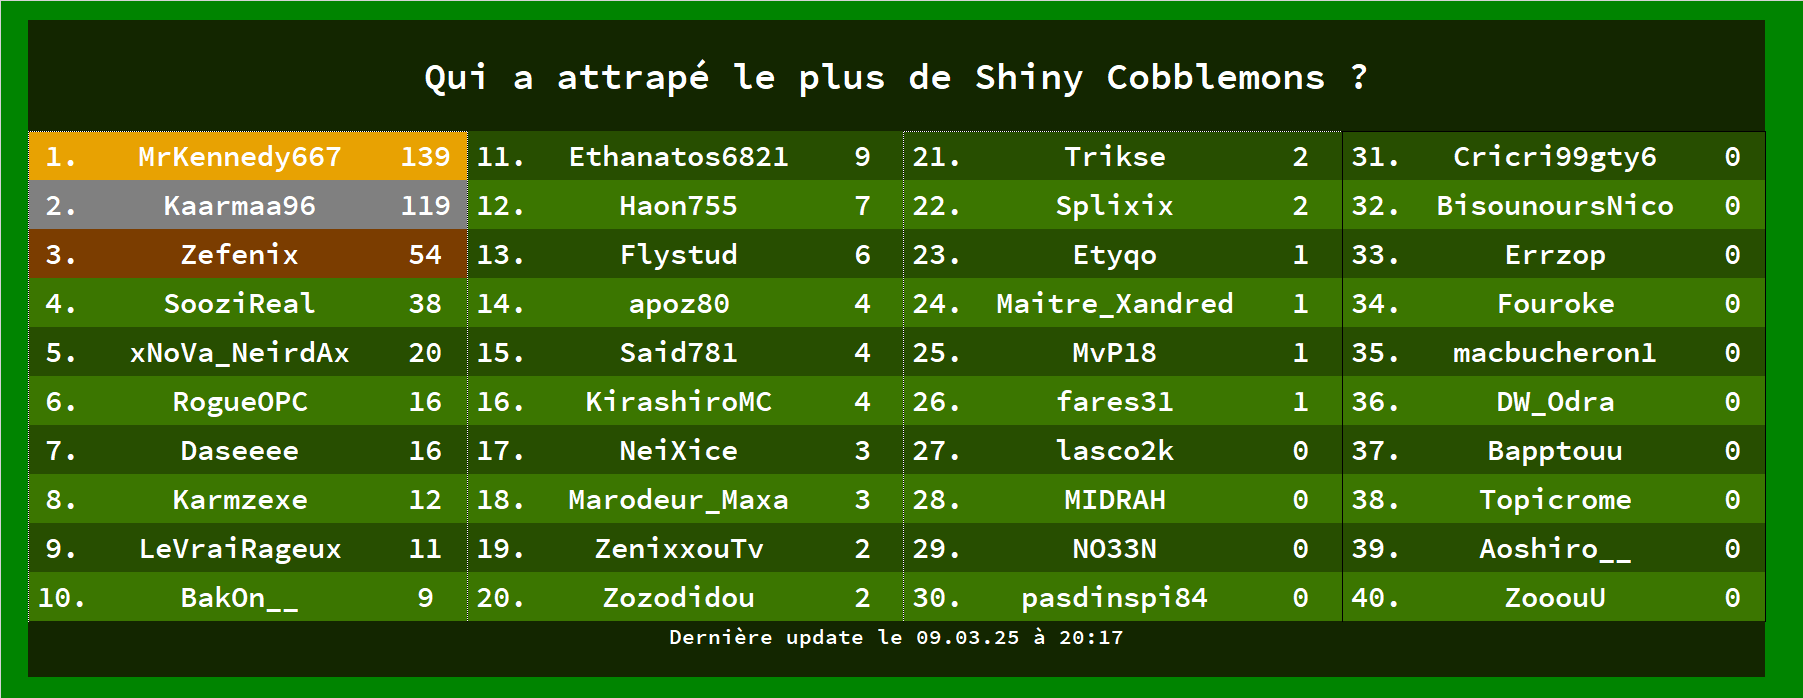 Qui a attrapé le plus de Shiny Cobblemons ?
1. MrKennedy667 139
2. Kaarmaa96 119
3. Zefenix 54
4. SooziReal 38
5. xNoVa_NeirdAx 20
6. RogueOPC 16
7. Daseeee 16
8. Karmzexe 12
9. LeVraiRageux 11
10. BakOn__ 9
11. Ethanatos6821 9
12. Haon755 7
13. Flystud 6
14. apoz80 4
15. Said781 4
16. KirashiroMC 4
17. NeiXice 3
18. Marodeur_Maxa 3
19. ZenixxouTv 2
20. Zozodidou 2
21. Trikse 2
22. Splixix 2
23. Etyqo 1
24. Maitre_Xandred 1
25. MvP18 1
26. fares31 1
27. lasco2k 0
28. MIDRAH 0
29. NO33N 0
30. pasdinspi84 0
31. Cricri99gty6 0
32. BisounoursNico 0
33. Errzop 0
34. Fouroke 0
35. macbucheron1 0
36. DW_Odra 0
37. Bapptouu 0
38. Topicrome 0
39. Aoshiro__ 0
40. ZooouU 0
Dernière update le 09.03.25 à 20:17